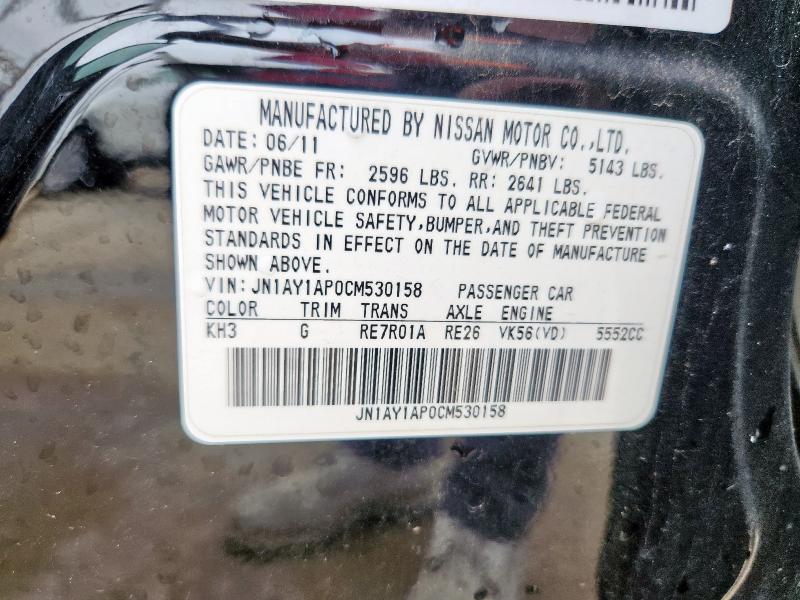 MANUFACTURED BY NISSAN MOTOR CO.,LTD.
DATE: 06/11 GVWR/PNBV: 5143 LBS.
GAWR/PNBE FR: 2596 LBS. RR: 2641 LBS.
THIS VEHICLE CONFORMS TO ALL APPLICABLE FEDERAL
MOTOR VEHICLE SAFETY,BUMPER,AND THEFT PREVENTION
STANDARDS IN EFFECT ON THE DATE OF MANUFACTURE
SHOWN ABOVE.
VIN: JN1AY1AP0CM530158 PASSENGER CAR
COLOR TRIM TRANS AXLE ENGINE
KH3 G RE7R01A RE26 VK56(VD) 5552CC
JN1AY1AP0CM530158